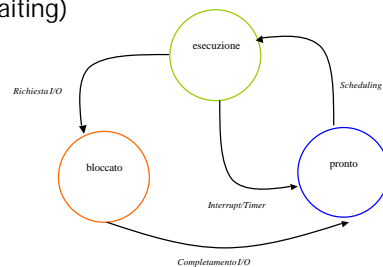 aiting)
esecuzione
Scheduling
Richiesta I/O
bloccato
pronto
Interrupt/Timer
Completamento I/O